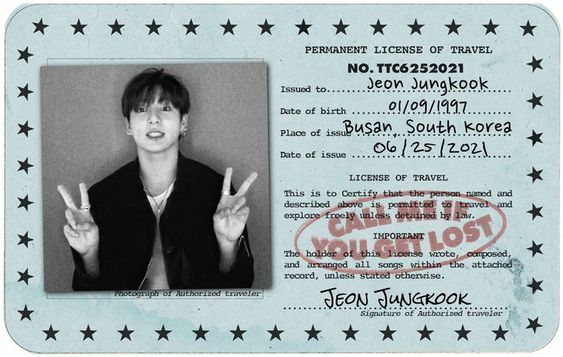 PERMANENT LICENSE OF TRAVEL
NO. TTC6252021
Issued to Jeon Jungkook
Date of birth 01/09/1997
Place of issue Busan, South Korea
Date of issue 06/25/2021
LICENSE OF TRAVEL
This is to Certify that the person named and
described above is permitted to travel and
explore freely unless detained by law.
CALL ME IF
YOU GET LOST
IMPORTANT
The holder of this license wrote, composed,
and arranged all songs within the attached
record, unless stated otherwise.
JEON JUNGKOOK
Photograph of Authorized traveler
Signature of Authorized traveler